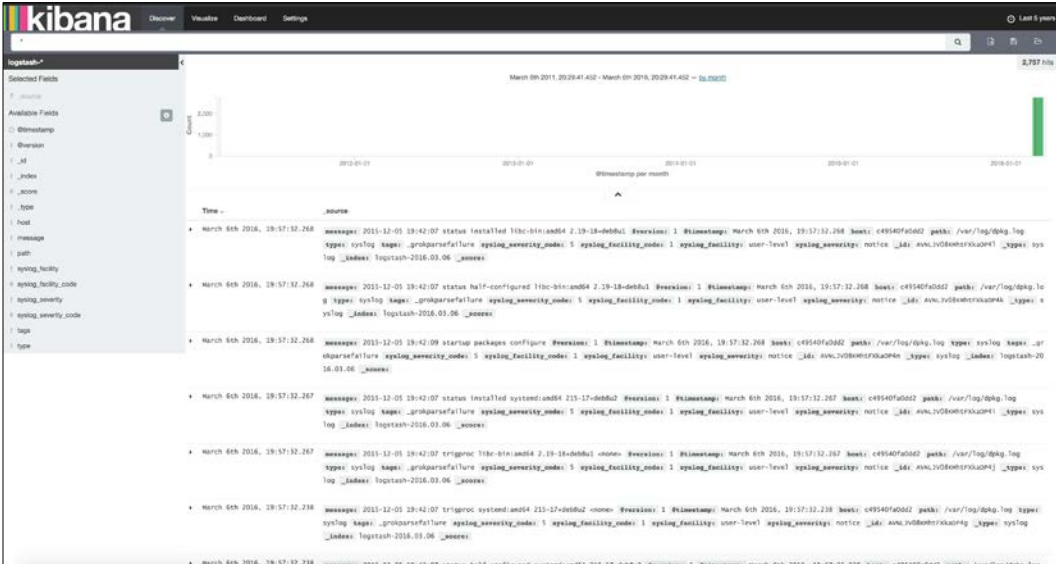 kibana
Discover Visualize Dashboard Settings
Last 5 years
*
logstash-*
2,757 hits
Selected Fields
? _source
Available Fields
@timestamp
t @version
t _id
t _index
# _score
t _type
t host
t message
t path
t syslog_facility
# syslog_facility_code
t syslog_severity
# syslog_severity_code
t tags
t type
March 6th 2011, 20:29:41.452 - March 6th 2016, 20:29:41.452 — by month
Count
2,000
1,000
0
2012-01-01 2013-01-01 2014-01-01 2015-01-01 2016-01-01
@timestamp per month
Time _source
March 6th 2016, 19:57:32.268 message: 2015-12-05 19:42:07 status installed libc-bin:amd64 2.19-18+deb8u1 @version: 1 @timestamp: March 6th 2016, 19:57:32.268 host: c49540fa0dd2 path: /var/log/dpkg.log
type: syslog tags: _grokparsefailure syslog_severity_code: 5 syslog_facility_code: 1 syslog_facility: user-level syslog_severity: notice _id: _type: sys
log _index: logstash-2016.03.06 _score:
March 6th 2016, 19:57:32.268 message: 2015-12-05 19:42:07 status half-configured libc-bin:amd64 2.19-18+deb8u1 @version: 1 @timestamp: March 6th 2016, 19:57:32.268 host: c49540fa0dd2 path: /var/log/dpkg.lo
g type: syslog tags: _grokparsefailure syslog_severity_code: 5 syslog_facility_code: 1 syslog_facility: user-level syslog_severity: notice _id: _type: s
yslog _index: logstash-2016.03.06 _score:
March 6th 2016, 19:57:32.268 message: 2015-12-05 19:42:09 startup packages configure @version: 1 @timestamp: March 6th 2016, 19:57:32.268 host: c49540fa0dd2 path: /var/log/dpkg.log type: syslog tags: _gr
okparsefailure syslog_severity_code: 5 syslog_facility_code: 1 syslog_facility: user-level syslog_severity: notice _id: _type: syslog _index: logstash-20
16.03.06 _score:
March 6th 2016, 19:57:32.267 message: 2015-12-05 19:42:07 status installed systemd:amd64 215-17+deb8u2 @version: 1 @timestamp: March 6th 2016, 19:57:32.267 host: c49540fa0dd2 path: /var/log/dpkg.log
type: syslog tags: _grokparsefailure syslog_severity_code: 5 syslog_facility_code: 1 syslog_facility: user-level syslog_severity: notice _id: _type: sys
log _index: logstash-2016.03.06 _score:
March 6th 2016, 19:57:32.267 message: 2015-12-05 19:42:07 trigproc libc-bin:amd64 2.19-18+deb8u1 <none> @version: 1 @timestamp: March 6th 2016, 19:57:32.267 host: c49540fa0dd2 path: /var/log/dpkg.log
type: syslog tags: _grokparsefailure syslog_severity_code: 5 syslog_facility_code: 1 syslog_facility: user-level syslog_severity: notice _id: _type: sys
log _index: logstash-2016.03.06 _score:
March 6th 2016, 19:57:32.238 message: 2015-12-05 19:42:07 trigproc systemd:amd64 215-17+deb8u2 <none> @version: 1 @timestamp: March 6th 2016, 19:57:32.238 host: c49540fa0dd2 path: /var/log/dpkg.log type:
syslog tags: _grokparsefailure syslog_severity_code: 5 syslog_facility_code: 1 syslog_facility: user-level syslog_severity: notice _id: _type: syslog
_index: logstash-2016.03.06 _score:
March 6th 2016, 19:57:32.238